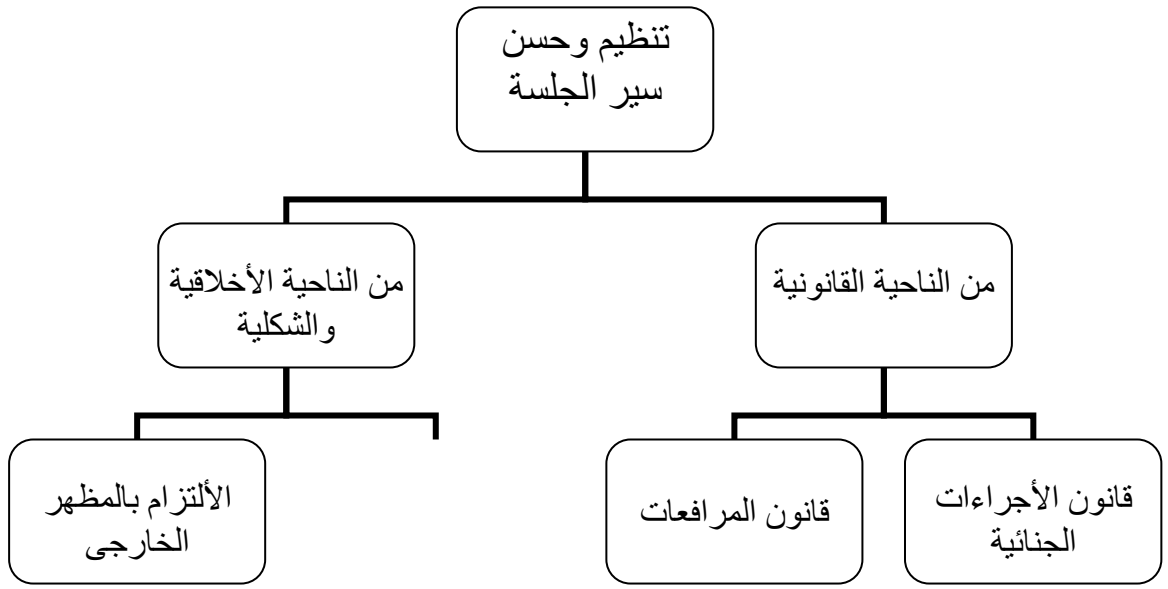 تنظيم وحسن
سير الجلسة
من الناحية القانونية
من الناحية الأخلاقية
والشكلية
قانون الأجراءات
الجنائية
قانون المرافعات
الألتزام بالمظهر
الخارجى